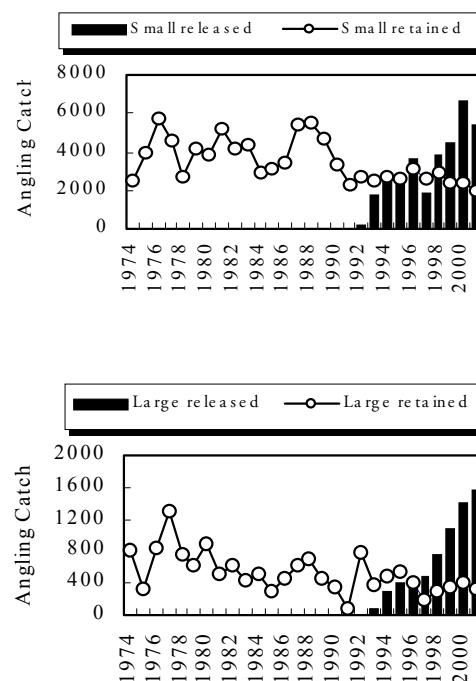 Small released Small retained
Angling Catch
8000
6000
4000
2000
0
1974 1976 1978 1980 1982 1984 1986 1988 1990 1992 1994 1996 1998 2000
Large released Large retained
Angling Catch
2000
1600
1200
800
400
0
1974 1976 1978 1980 1982 1984 1986 1988 1990 1992 1994 1996 1998 2000